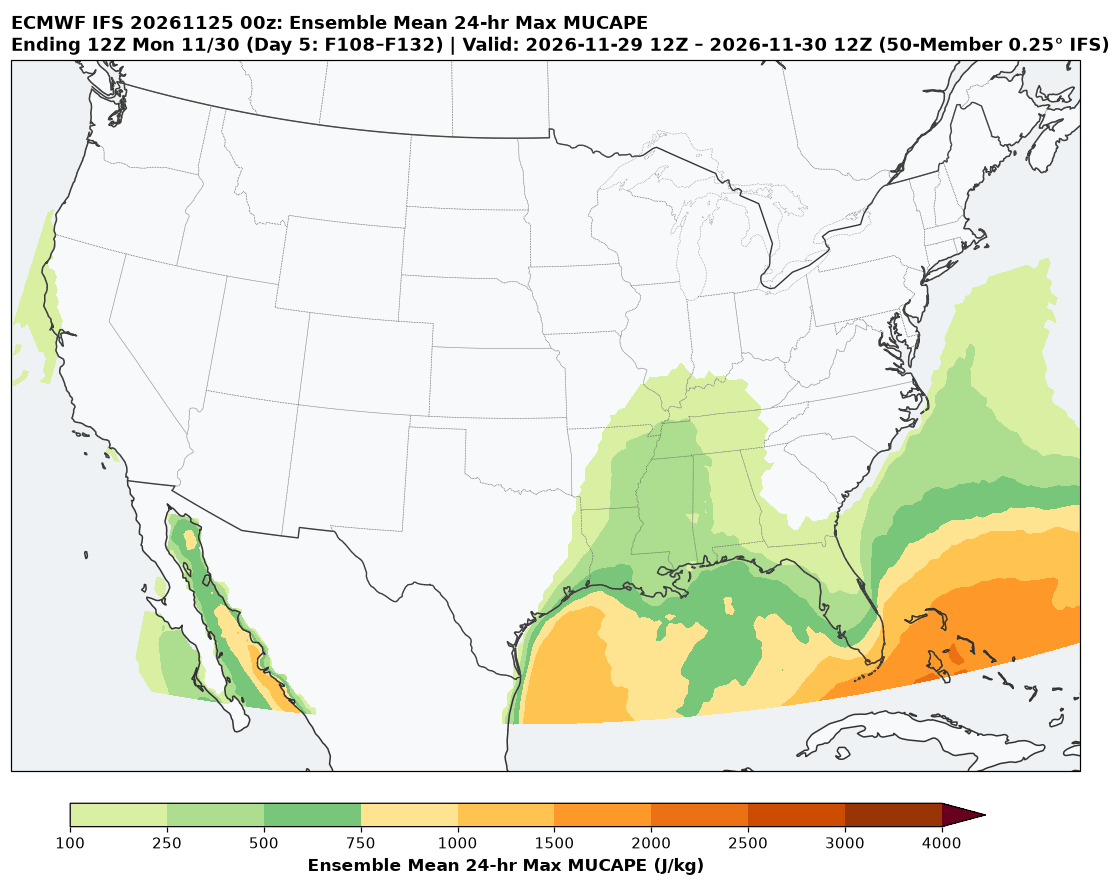 ECMWF IFS 20261125 00z: Ensemble Mean 24-hr Max MUCAPE
Ending 12Z Mon 11/30 (Day 5: F108–F132) | Valid: 2026-11-29 12Z – 2026-11-30 12Z (50-Member 0.25° IFS)
100 250 500 750 1000 1500 2000 2500 3000 4000
Ensemble Mean 24-hr Max MUCAPE (J/kg)